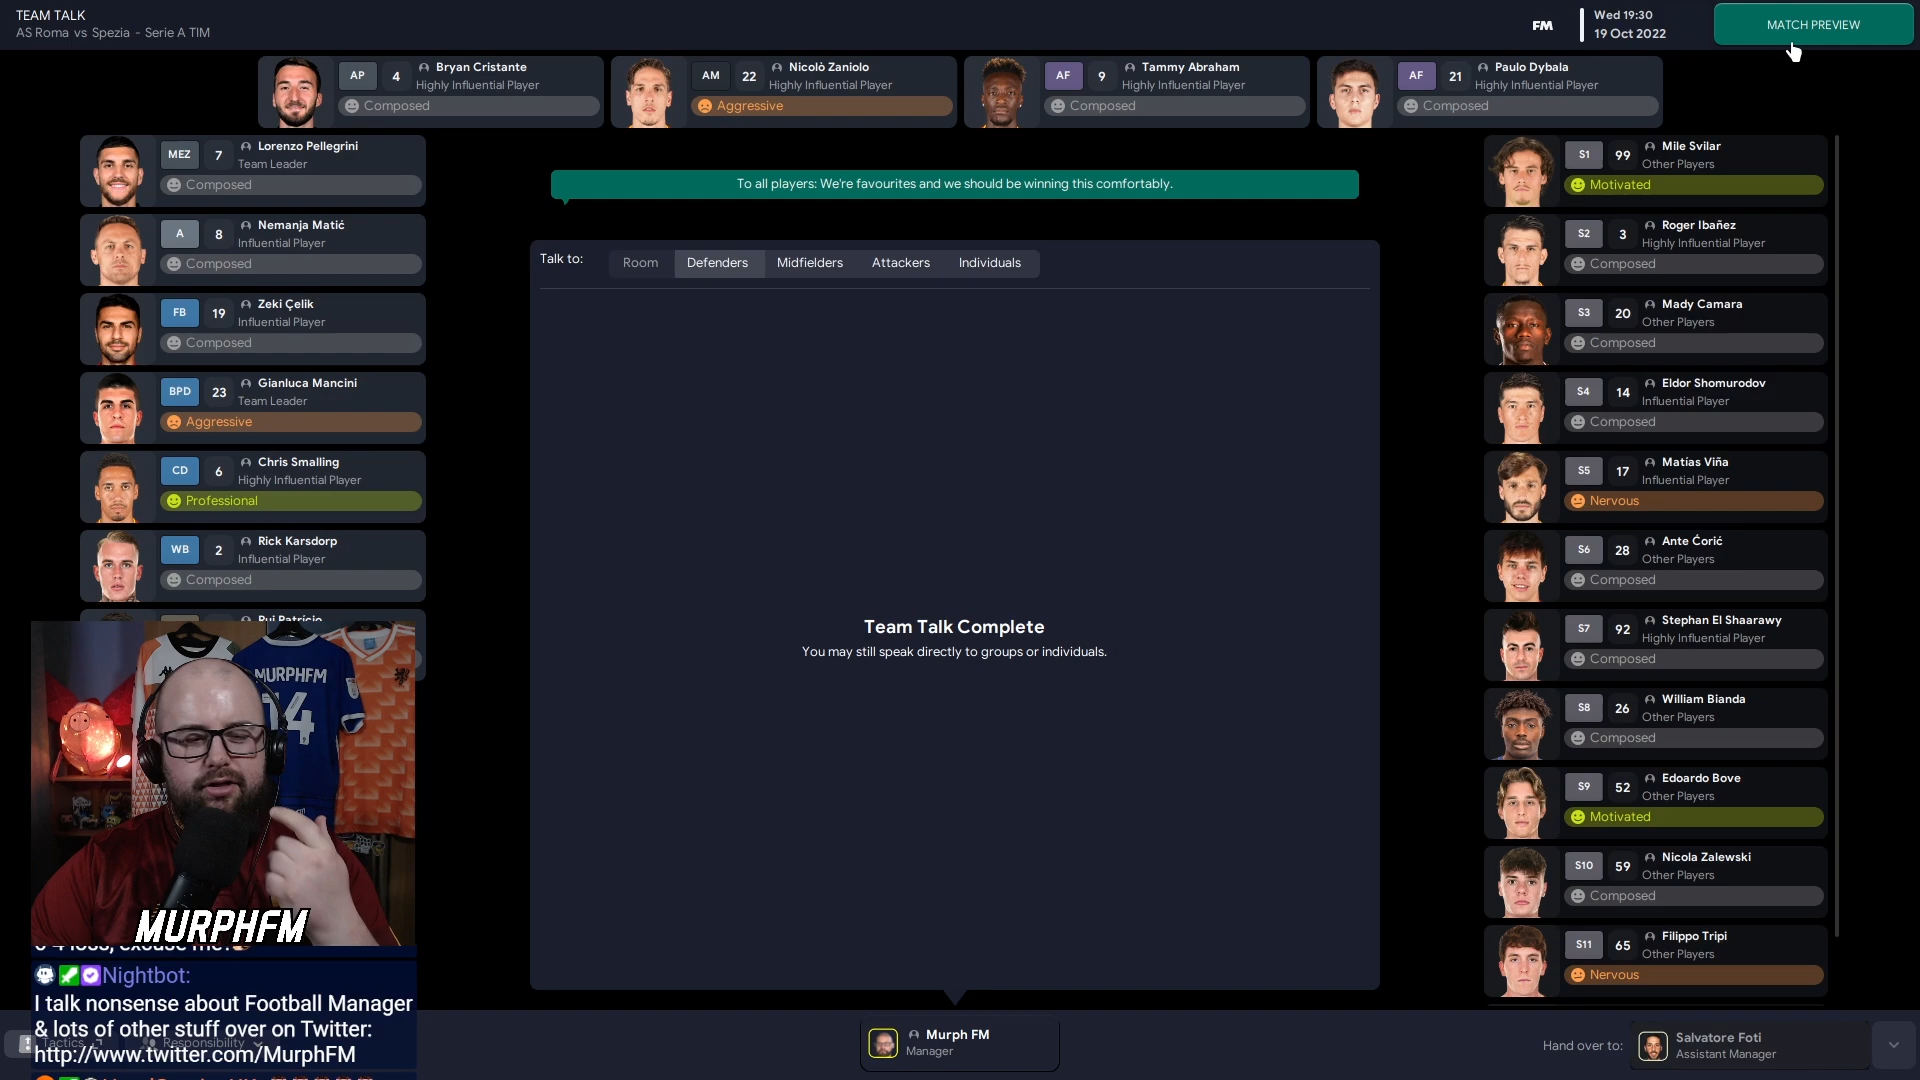 TEAM TALK
AS Roma vs Spezia - Serie A TIM
FM
Wed 19:30
19 Oct 2022
MATCH PREVIEW
AP 4 Bryan Cristante
Highly Influential Player
Composed
AM 22 Nicolò Zaniolo
Highly Influential Player
Aggressive
AF 9 Tammy Abraham
Highly Influential Player
Composed
AF 21 Paulo Dybala
Highly Influential Player
Composed
MEZ 7 Lorenzo Pellegrini
Team Leader
Composed
A 8 Nemanja Matić
Influential Player
Composed
FB 19 Zeki Çelik
Influential Player
Composed
BPD 23 Gianluca Mancini
Team Leader
Aggressive
CD 6 Chris Smalling
Highly Influential Player
Professional
WB 2 Rick Karsdorp
Influential Player
Composed
Rui Patrício
To all players: We're favourites and we should be winning this comfortably.
Talk to: Room Defenders Midfielders Attackers Individuals
Team Talk Complete
You may still speak directly to groups or individuals.
S1 99 Mile Svilar
Other Players
Motivated
S2 3 Roger Ibañez
Highly Influential Player
Composed
S3 20 Mady Camara
Other Players
Composed
S4 14 Eldor Shomurodov
Influential Player
Composed
S5 17 Matías Viña
Influential Player
Nervous
S6 28 Ante Ćorić
Other Players
Composed
S7 92 Stephan El Shaarawy
Highly Influential Player
Composed
S8 26 William Bianda
Other Players
Composed
S9 52 Edoardo Bove
Other Players
Motivated
S10 59 Nicola Zalewski
Other Players
Composed
S11 65 Filippo Tripi
Other Players
Nervous
MURPHFM
14
MURPHFM
0-4 loss, excuse me?
Nightbot:
I talk nonsense about Football Manager
& lots of other stuff over on Twitter:
http://www.twitter.com/MurphFM
Tactics
Responsibility
Murph FM
Manager
Hand over to:
Salvatore Foti
Assistant Manager